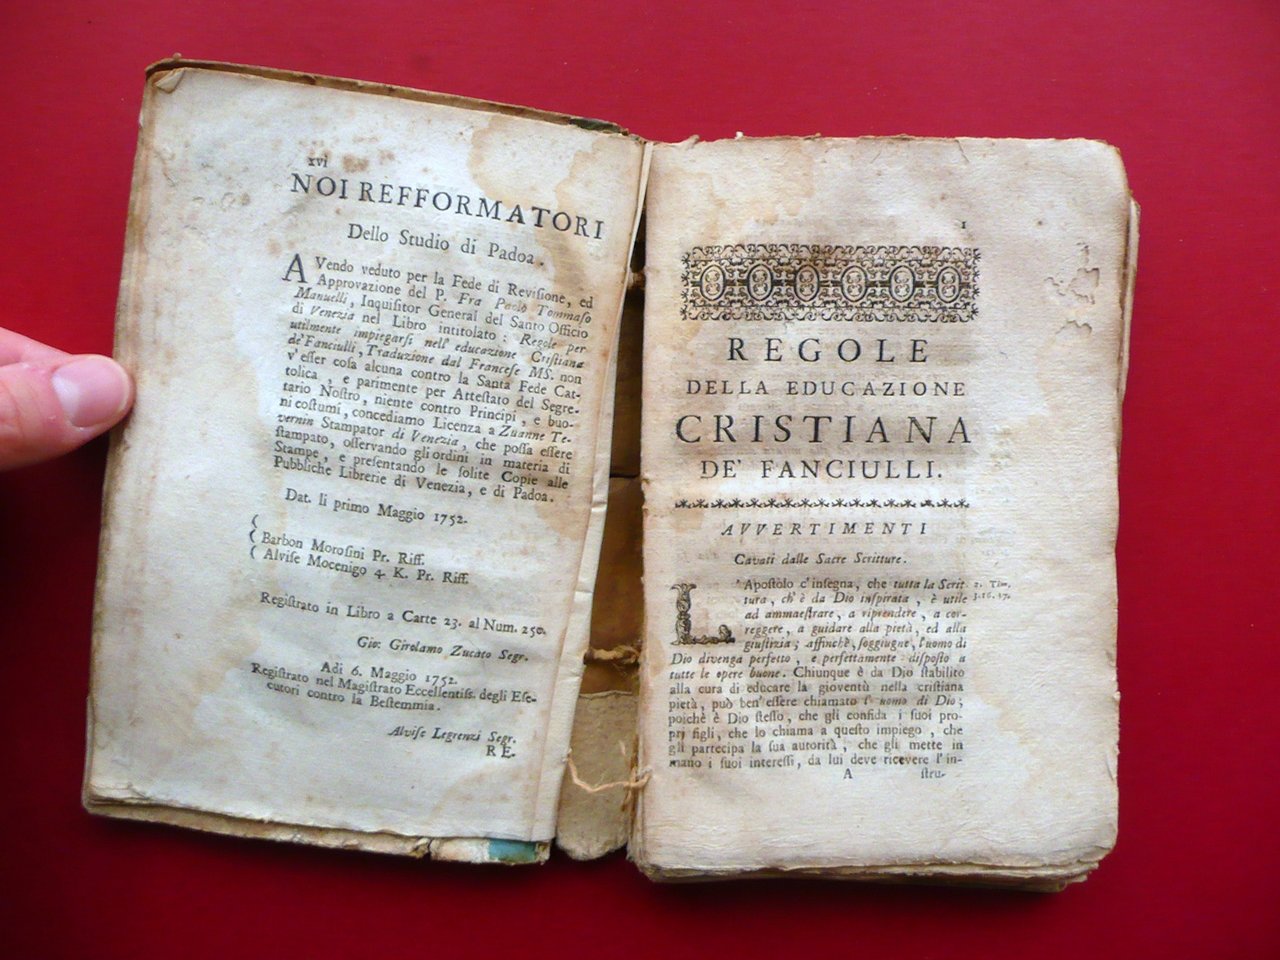 xvi
NOI REFFORMATORI
Dello Studio di Padoa.
AVendo veduto per la Fede di Revisione, ed
Approvazione del P. Fra Paolo Tommaso
Manuelli, Inquisitor General del Santo Officio
di Venezia nel Libro intitolato: Regole per
utilmente impiegarsi nell'educazione Cristiana
de'Fanciulli, Traduzione dal Francese MS. non
v'esser cosa alcuna contro la Santa Fede Cat-
tolica, e parimente per Attestato del Segre-
tario Nostro, niente contro Principi, e buo-
ni costumi, concediamo Licenza a Zuanne Te-
vernin Stampator di Venezia, che possa essere
stampato, osservando gli ordini in materia di
Stampe, e presentando le solite Copie alle
Pubbliche Librerie di Venezia, e di Padoa.
Dat. li primo Maggio 1752.
(
( Barbon Morosini Pr. Riff.
( Alvise Mocenigo 4 K. Pr. Riff.
Registrato in Libro a Carte 23. al Num. 250.
Gio: Girolamo Zucato Segr.
Adi 6. Maggio 1752.
Registrato nel Magistrato Eccellentiss. degli Ese-
cutori contro la Bestemmia.
Alvise Legrenzi Segr.
RE-
1
REGOLE
DELLA EDUCAZIONE
CRISTIANA
DE' FANCIULLI.
AVVERTIMENTI
Cavati dalle Sacre Scritture.
L'Apostolo c'insegna, che tutta la Scrit- 2. Tim.
tura, ch'è da Dio inspirata, è utile 3.16.17.
ad ammaestrare, a riprendere, a cor-
reggere, a guidare alla pietà, ed alla
giustizia; affinchè, soggiugne, l'uomo di
Dio divenga perfetto, e perfettamente disposto a
tutte le opere buone. Chiunque è da Dio stabilito
alla cura di educare la gioventù nella cristiana
pietà, può ben'essere chiamato l'uomo di Dio;
poichè è Dio stesso, che gli confida i suoi pro-
prj figli, che lo chiama a questo impiego, che
gli partecipa la sua autorità, che gli mette in
mano i suoi interessi, da lui deve ricevere l'in-
A stru-